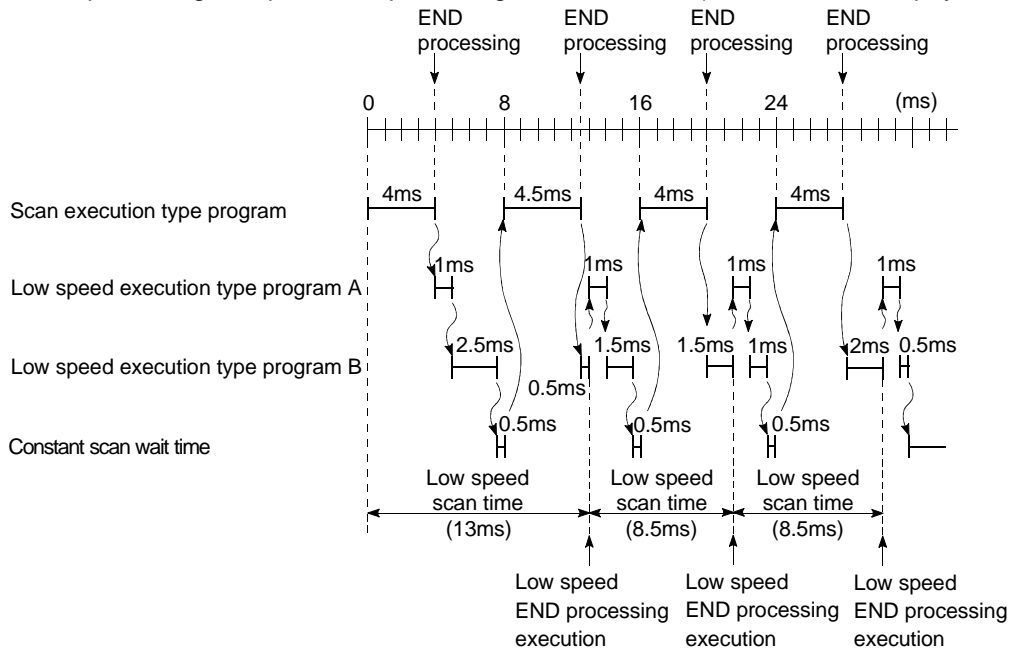 END processing END processing END processing END processing
0 8 16 24 (ms)
4ms 4.5ms 4ms 4ms
Scan execution type program
1ms 1ms 1ms 1ms
Low speed execution type program A
2.5ms 1.5ms 1.5ms 1ms 2ms 0.5ms
Low speed execution type program B
0.5ms
0.5ms 0.5ms 0.5ms
Constant scan wait time
Low speed scan time (13ms)
Low speed scan time (8.5ms)
Low speed scan time (8.5ms)
Low speed END processing execution
Low speed END processing execution
Low speed END processing execution